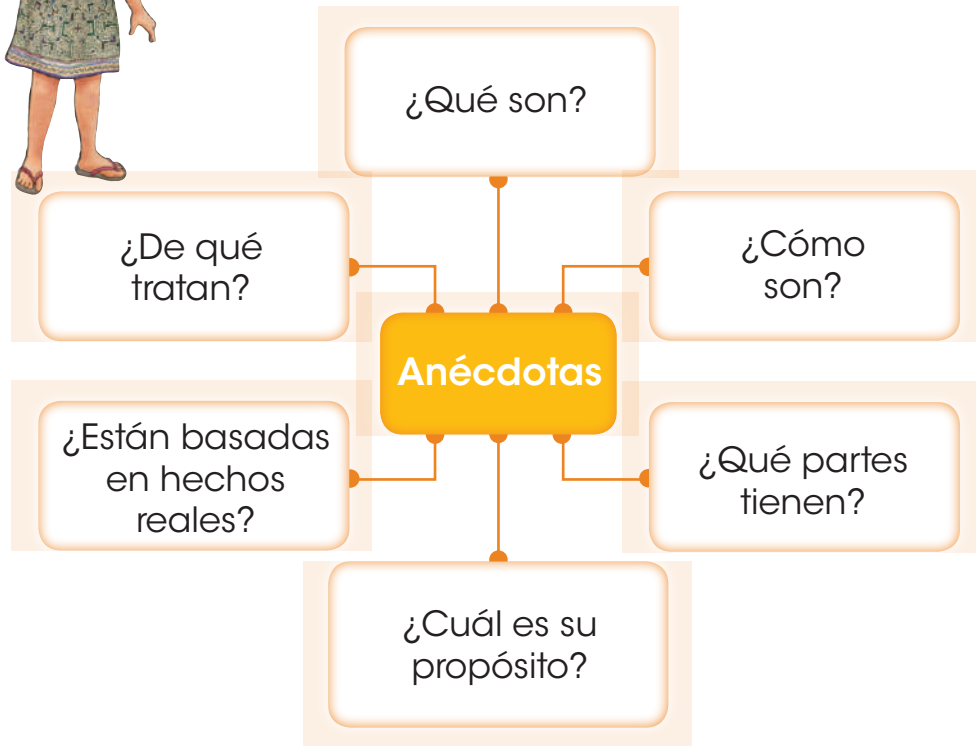 ¿Qué son?
¿De qué
tratan?
¿Cómo
son?
Anécdotas
¿Están basadas
en hechos
reales?
¿Qué partes
tienen?
¿Cuál es su
propósito?